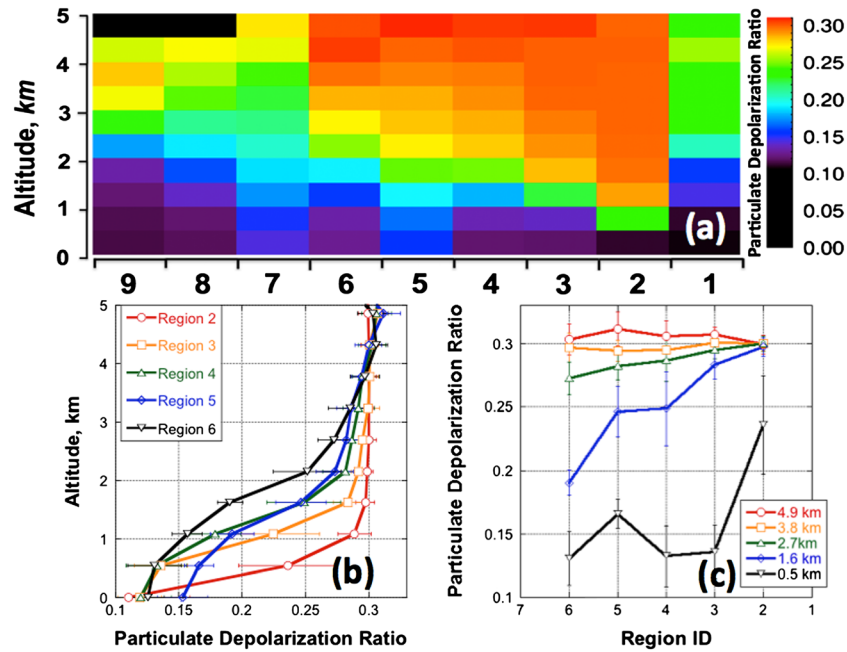 5
4
3
2
1
0
Altitude, km
(a)
9 8 7 6 5 4 3 2 1
Particulate Depolarization Ratio
0.30
0.25
0.20
0.15
0.10
0.05
0.00
5
4
3
2
1
0
Altitude, km
Region 2
Region 3
Region 4
Region 5
Region 6
(b)
0.1 0.15 0.2 0.25 0.3
Particulate Depolarization Ratio
Particulate Depolarization Ratio
0.3
0.25
0.2
0.15
0.1
4.9 km
3.8 km
2.7km
1.6 km
0.5 km
(c)
7 6 5 4 3 2 1
Region ID